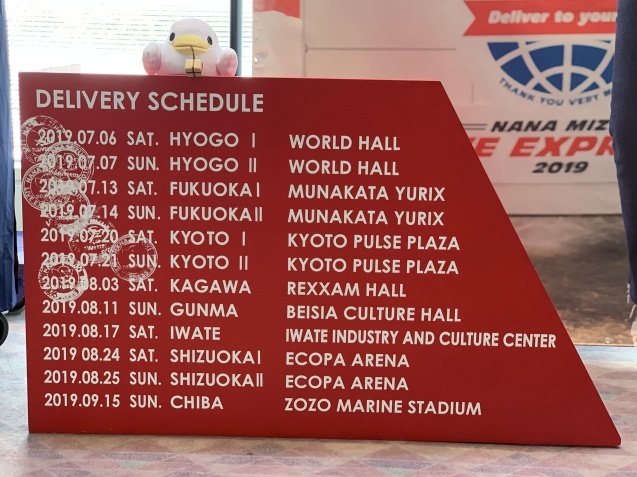 Deliver to your
THANK YOU VERY M
NANA MIZ
E EXPR
2019
DELIVERY SCHEDULE
2019.07.06 SAT. HYOGO I WORLD HALL
2019.07.07 SUN. HYOGO II WORLD HALL
2019.07.13 SAT. FUKUOKA I MUNAKATA YURIX
2019.07.14 SUN. FUKUOKA II MUNAKATA YURIX
2019.07.20 SAT. KYOTO I KYOTO PULSE PLAZA
2019.07.21 SUN. KYOTO II KYOTO PULSE PLAZA
2019.08.03 SAT. KAGAWA REXXAM HALL
2019.08.11 SUN. GUNMA BEISIA CULTURE HALL
2019.08.17 SAT. IWATE IWATE INDUSTRY AND CULTURE CENTER
2019 08.24 SAT. SHIZUOKA I ECOPA ARENA
2019.08.25 SUN. SHIZUOKA II ECOPA ARENA
2019.09.15 SUN. CHIBA ZOZO MARINE STADIUM